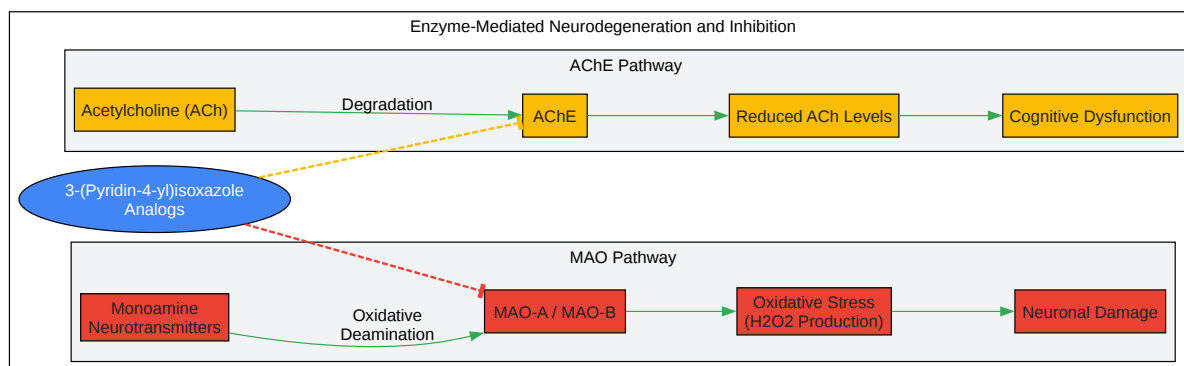 Enzyme-Mediated Neurodegeneration and Inhibition
AChE Pathway
Acetylcholine (ACh)
Degradation
AChE
Reduced ACh Levels
Cognitive Dysfunction
3-(Pyridin-4-yl)isoxazole
Analogs
MAO Pathway
Monoamine
Neurotransmitters
Oxidative
Deamination
MAO-A / MAO-B
Oxidative Stress
(H2O2 Production)
Neuronal Damage